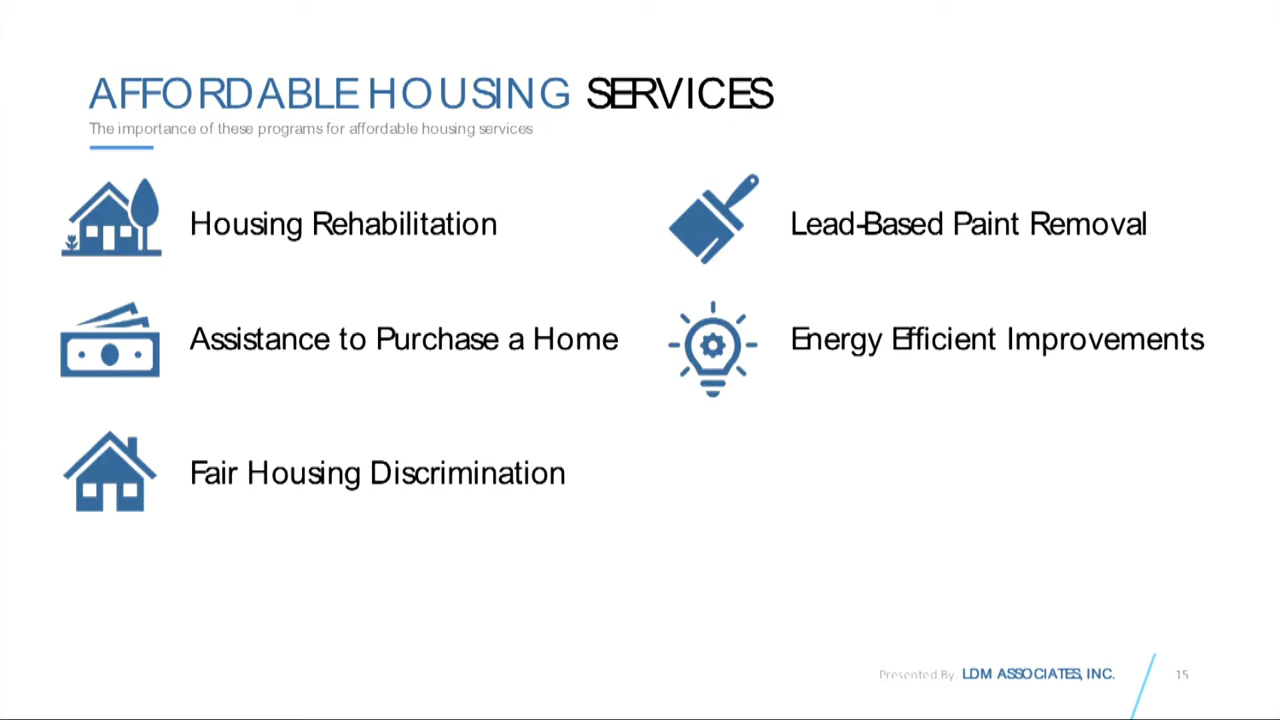 AFFORDABLE HOUSING SERVICES
The importance of these programs for affordable housing services
Housing Rehabilitation
Lead-Based Paint Removal
Assistance to Purchase a Home
Energy Efficient Improvements
Fair Housing Discrimination
Presented By LDM ASSOCIATES, INC.
15